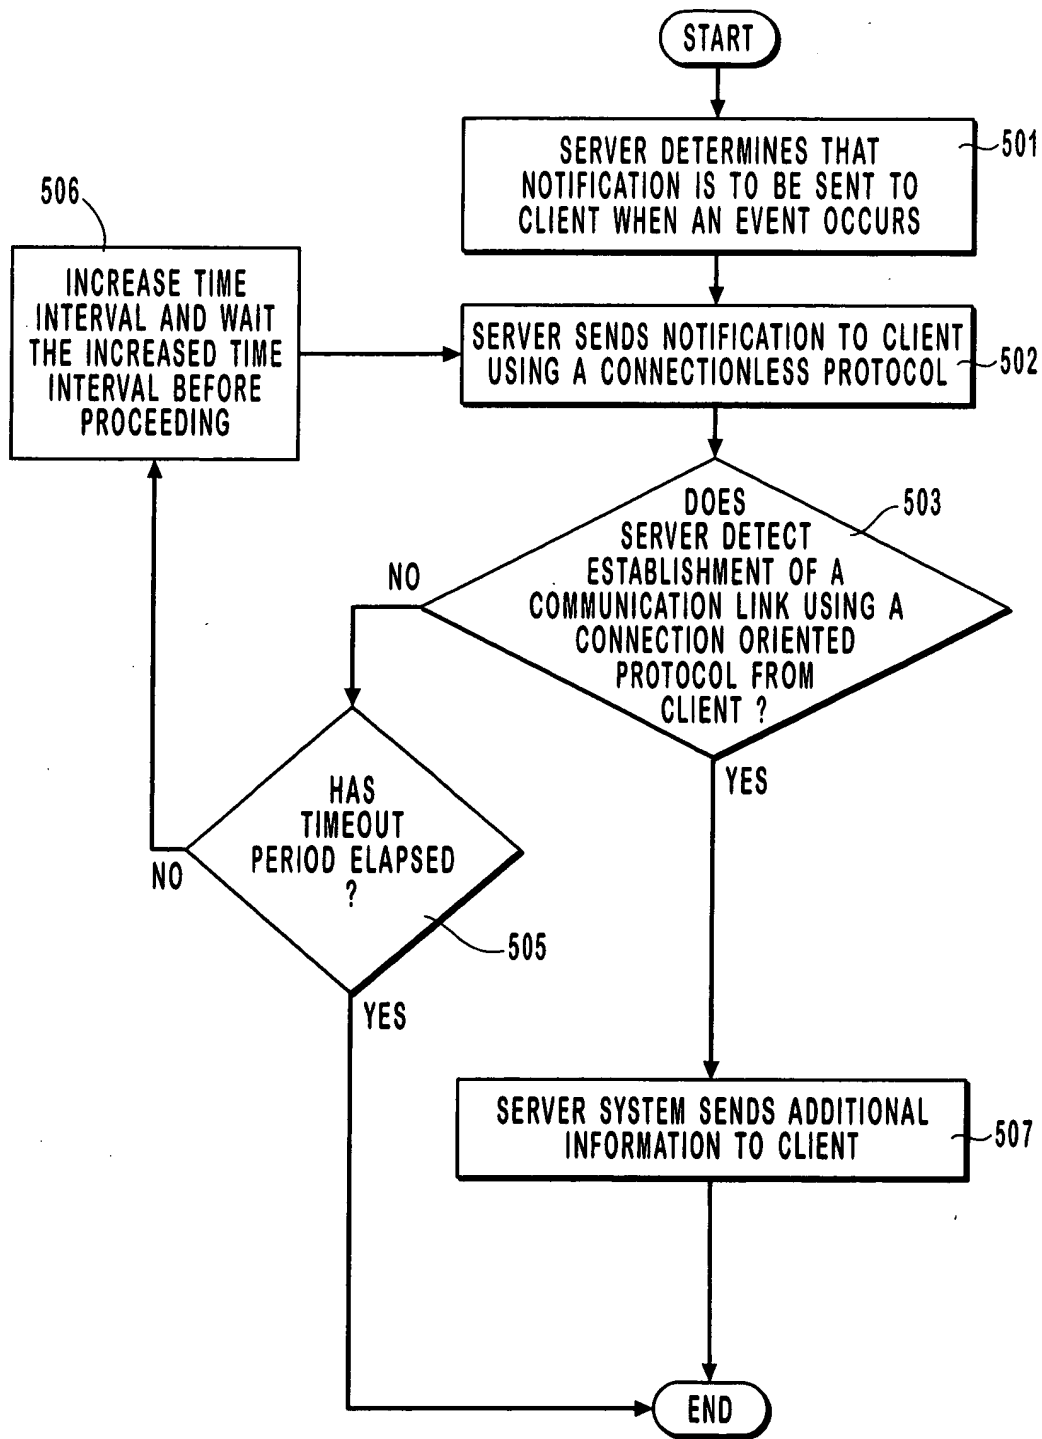 START
SERVER DETERMINES THAT
NOTIFICATION IS TO BE SENT TO
CLIENT WHEN AN EVENT OCCURS
501
506
INCREASE TIME
INTERVAL AND WAIT
THE INCREASED TIME
INTERVAL BEFORE
PROCEEDING
SERVER SENDS NOTIFICATION TO CLIENT
USING A CONNECTIONLESS PROTOCOL
502
DOES
SERVER DETECT
ESTABLISHMENT OF A
COMMUNICATION LINK USING A
CONNECTION ORIENTED
PROTOCOL FROM
CLIENT ?
503
NO
YES
HAS
TIMEOUT
PERIOD ELAPSED
?
505
NO
YES
SERVER SYSTEM SENDS ADDITIONAL
INFORMATION TO CLIENT
507
END